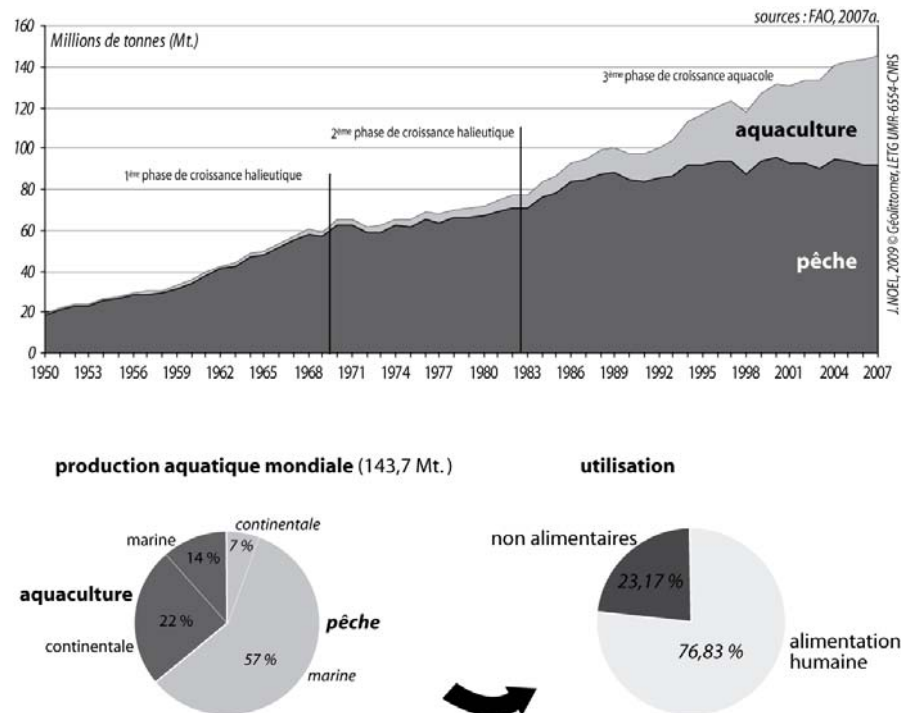 sources : FAO, 2007a.
160
140
120
100
80
60
40
20
0
Millions de tonnes (Mt.)
1ère phase de croissance halieutique
2ème phase de croissance halieutique
3ème phase de croissance aquacole
aquaculture
pêche
1950 1953 1956 1959 1962 1965 1968 1971 1974 1977 1980 1983 1986 1989 1992 1995 1998 2001 2004 2007
J.NOEL, 2009 © Géolittomer, LETG UMR-6554-CNRS
production aquatique mondiale (143,7 Mt.)
continentale
7 %
marine
14 %
aquaculture
22 %
continentale
pêche
57 %
marine
utilisation
non alimentaires
23,17 %
76,83 %
alimentation
humaine